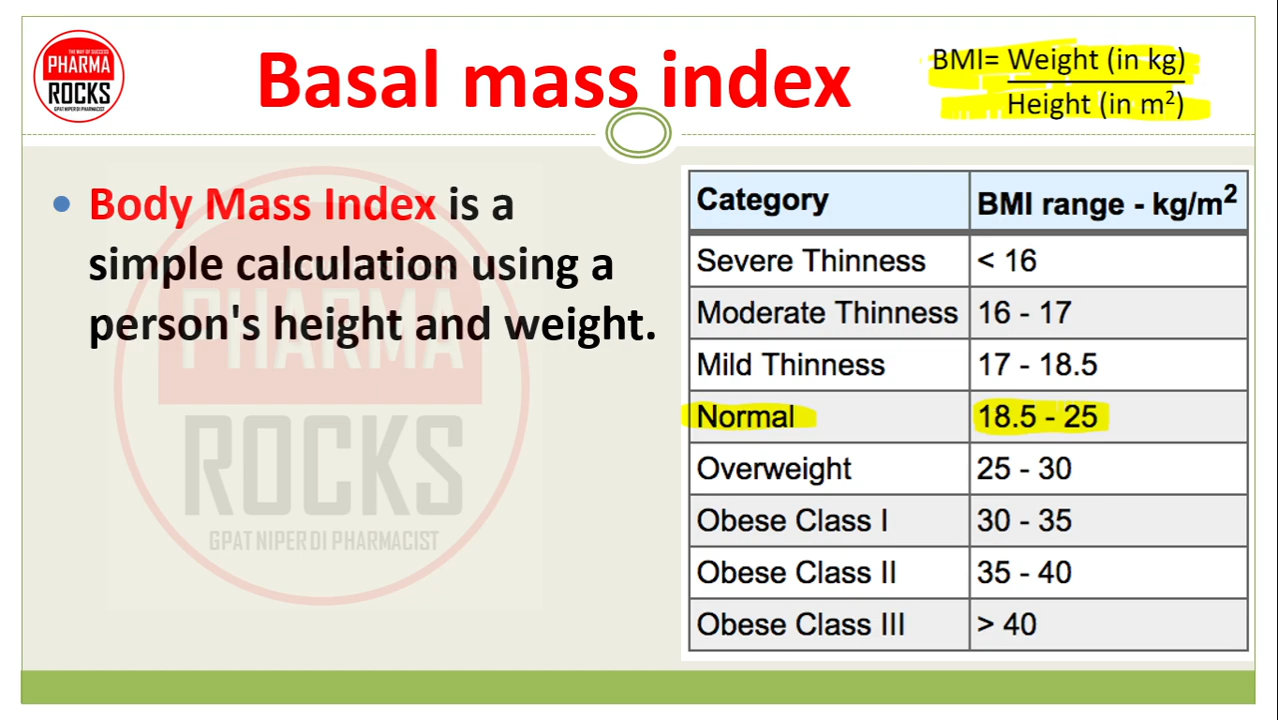 THE WAY OF SUCCESS
PHARMA
ROCKS
GPAT NIPER DI PHARMACIST
Basal mass index
BMI= Weight (in kg)
Height (in m²)
• Body Mass Index is a
simple calculation using a
person's height and weight.
PHARMA
ROCKS
GPAT NIPER DI PHARMACIST
Category BMI range - kg/m²
Severe Thinness < 16
Moderate Thinness 16 - 17
Mild Thinness 17 - 18.5
Normal 18.5 - 25
Overweight 25 - 30
Obese Class I 30 - 35
Obese Class II 35 - 40
Obese Class III > 40